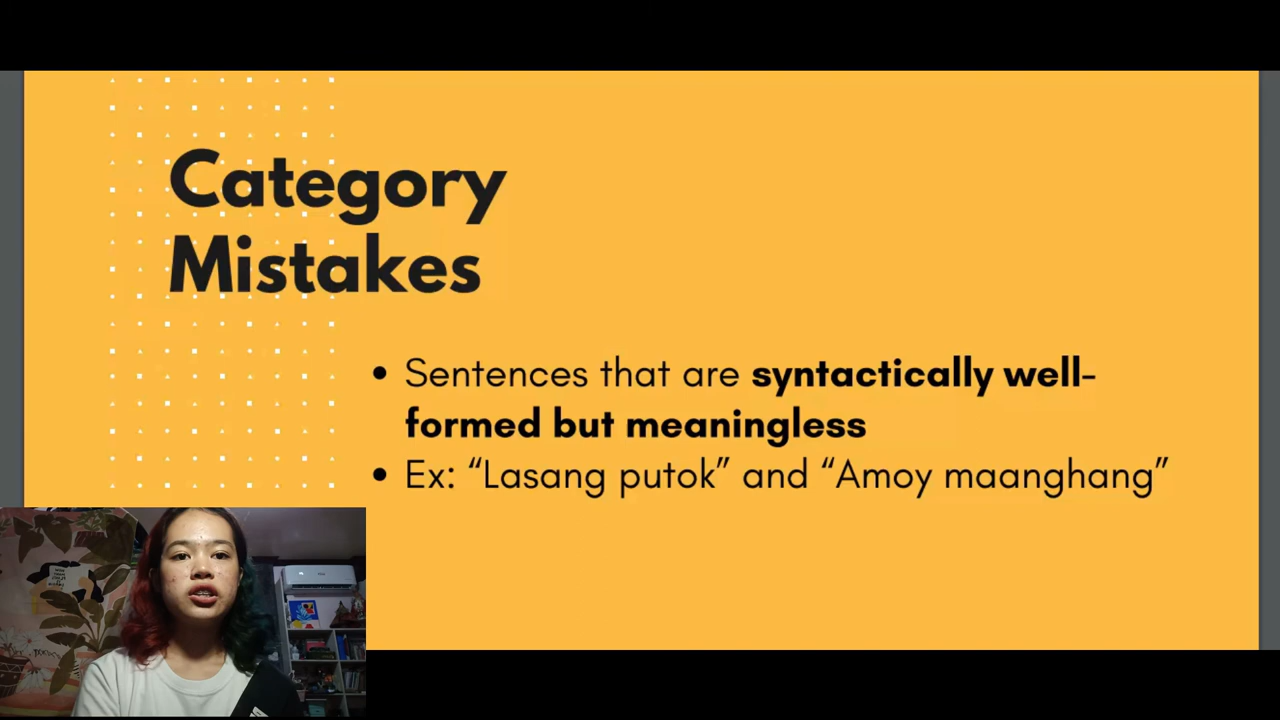 Category
Mistakes
• Sentences that are syntactically well-
formed but meaningless
• Ex: “Lasang putok” and “Amoy maanghang”